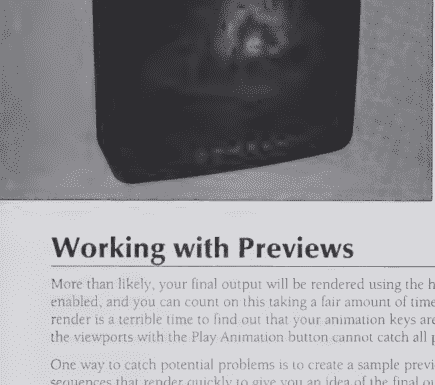 Working with Previews
More than likely, your final output will be rendered using the h
enabled, and you can count on this taking a fair amount of time
render is a terrible time to find out that your animation keys are
the viewports with the Play Animation button cannot catch all p
One way to catch potential problems is to create a sample previ
sequences that render quickly to give you an idea of the final o